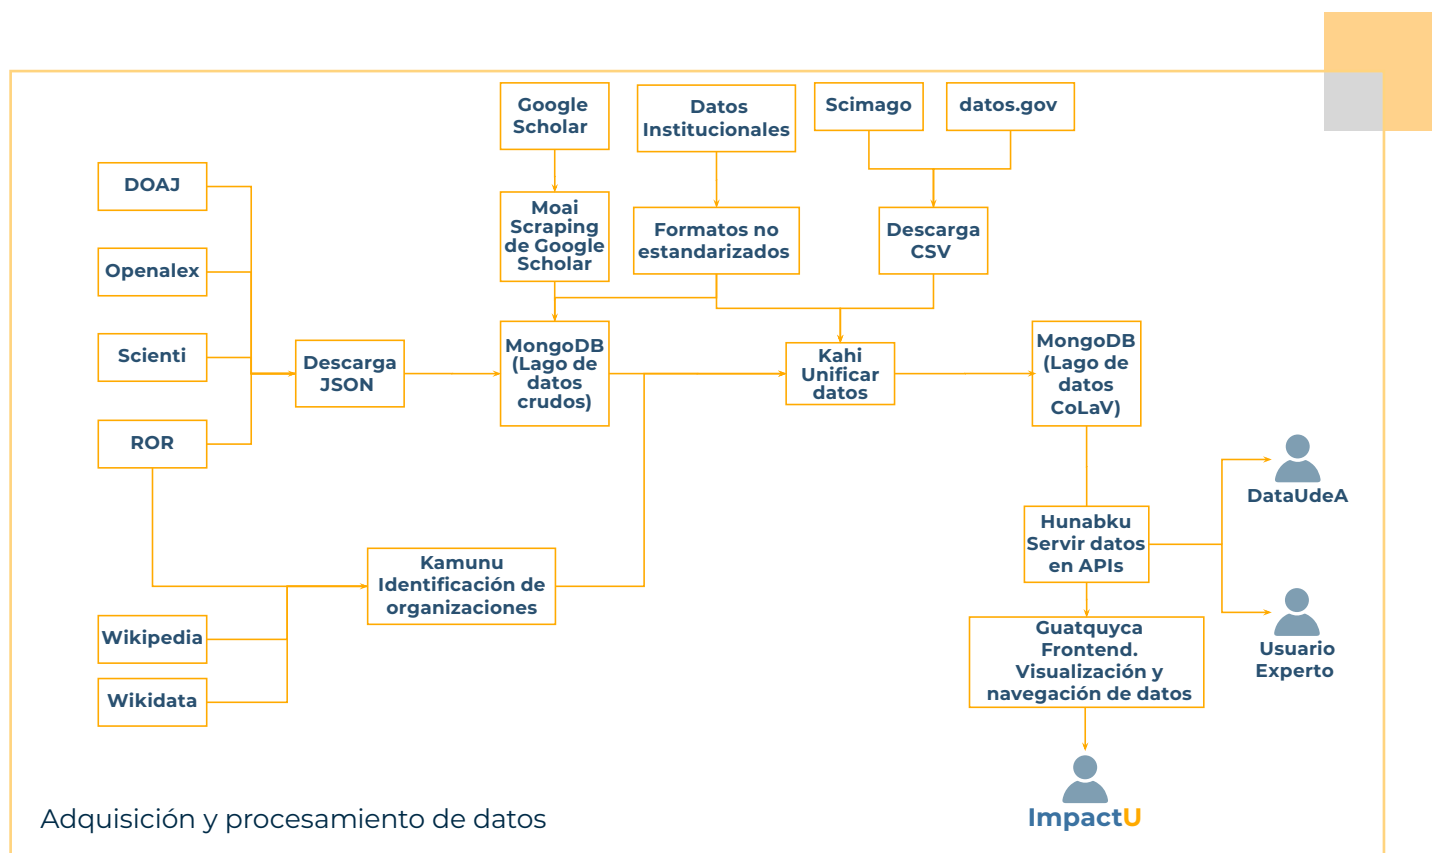 Google
Scholar
Datos
Institucionales
Scimago
datos.gov
DOAJ
Openalex
Scienti
ROR
Moai
Scraping
de Google
Scholar
Formatos no
estandarizados
Descarga
CSV
Descarga
JSON
MongoDB
(Lago de
datos
crudos)
Kahi
Unificar
datos
MongoDB
(Lago de
datos
CoLaV)
Kamunu
Identificación de
organizaciones
Wikipedia
Wikidata
Hunabku
Servir datos
en APIs
DataUdeA
Usuario
Experto
Guatquyca
Frontend.
Visualización y
navegación de datos
ImpactU
Adquisición y procesamiento de datos